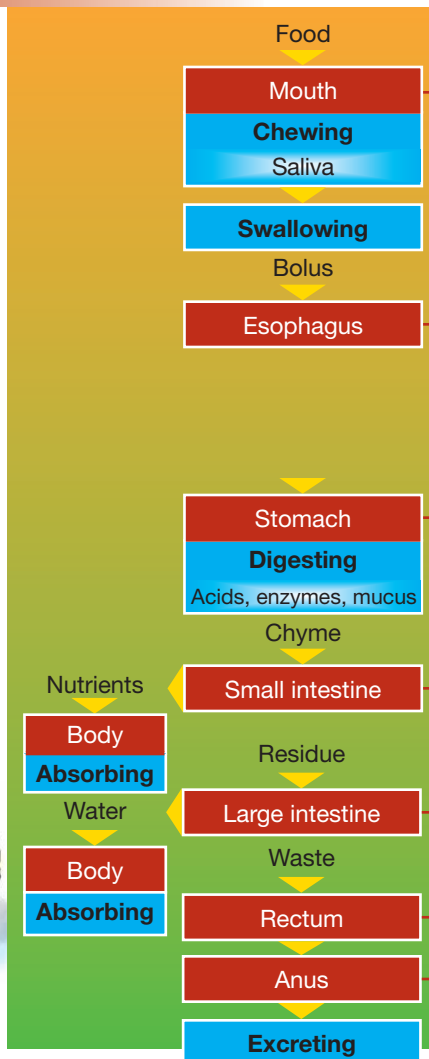 Food
Mouth
Chewing
Saliva
Swallowing
Bolus
Esophagus
Stomach
Digesting
Acids, enzymes, mucus
Chyme
Small intestine
Nutrients
Body
Absorbing
Residue
Large intestine
Water
Body
Absorbing
Waste
Rectum
Anus
Excreting